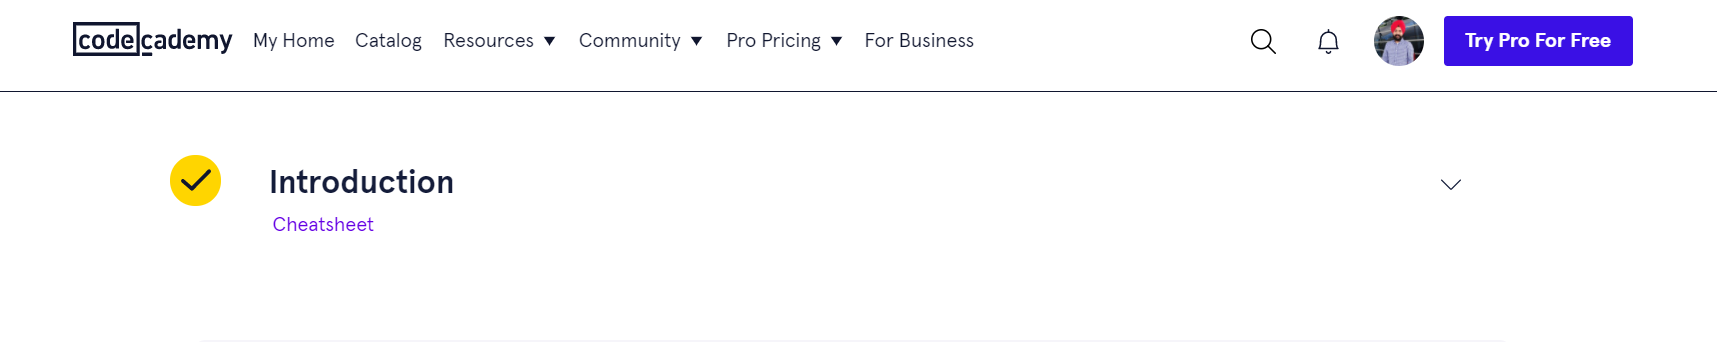 codecademy My Home Catalog Resources Community Pro Pricing For Business Try Pro For Free
Introduction
Cheatsheet